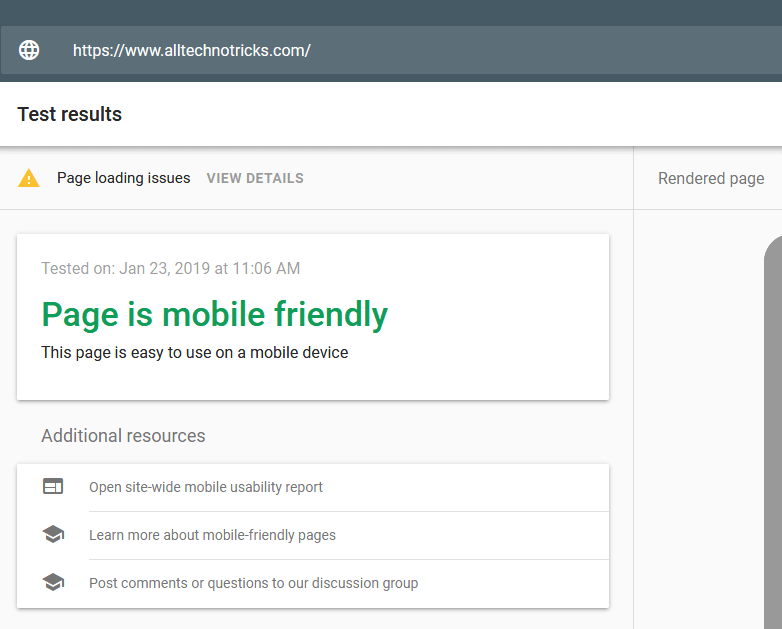 https://www.alltechnotricks.com/
Test results
Page loading issues VIEW DETAILS
Rendered page
Tested on: Jan 23, 2019 at 11:06 AM
Page is mobile friendly
This page is easy to use on a mobile device
Additional resources
Open site-wide mobile usability report
Learn more about mobile-friendly pages
Post comments or questions to our discussion group